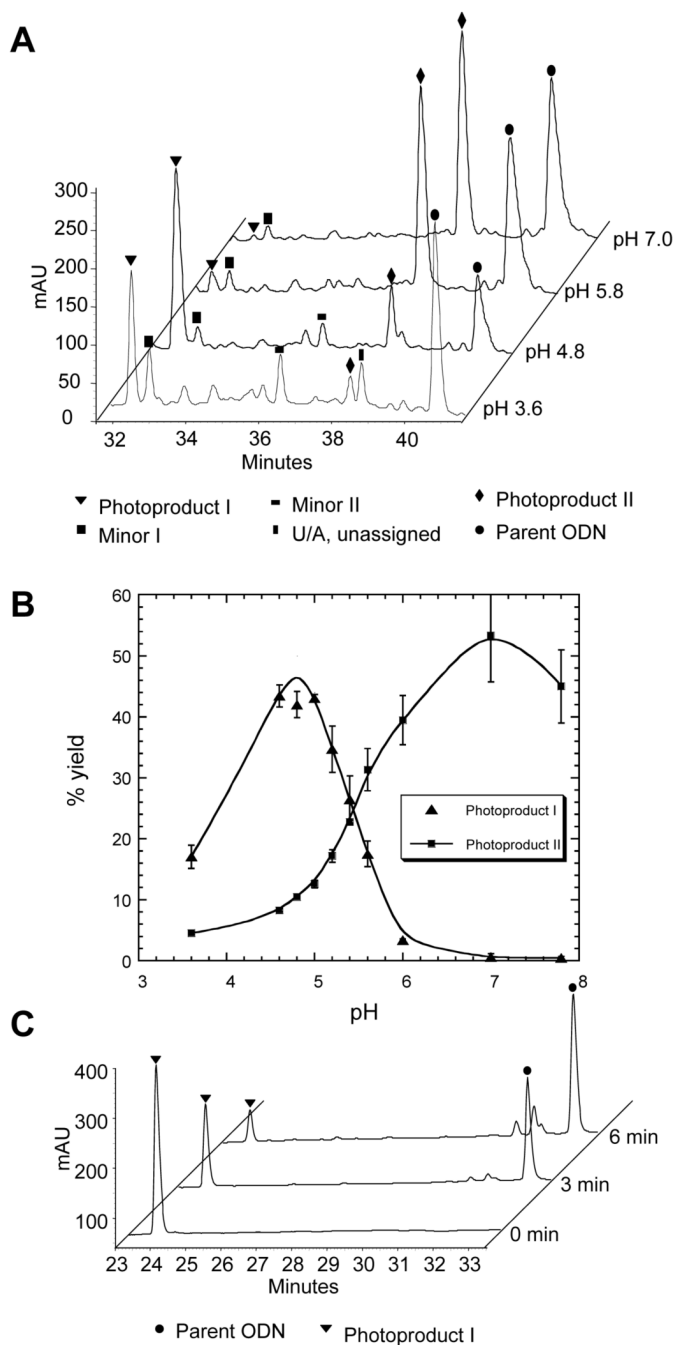 A
300
250
200
150
100
50
0
mAU
pH 7.0
pH 5.8
pH 4.8
pH 3.6
32 34 36 38 40
Minutes
Photoproduct I Minor II Photoproduct II
Minor I U/A, unassigned Parent ODN
B
60
50
40
30
20
10
0
% yield
Photoproduct I
Photoproduct II
3 4 5 6 7 8
pH
C
400
300
200
100
mAU
6 min
3 min
0 min
23 24 25 26 27 28 29 30 31 32 33
Minutes
Parent ODN Photoproduct I